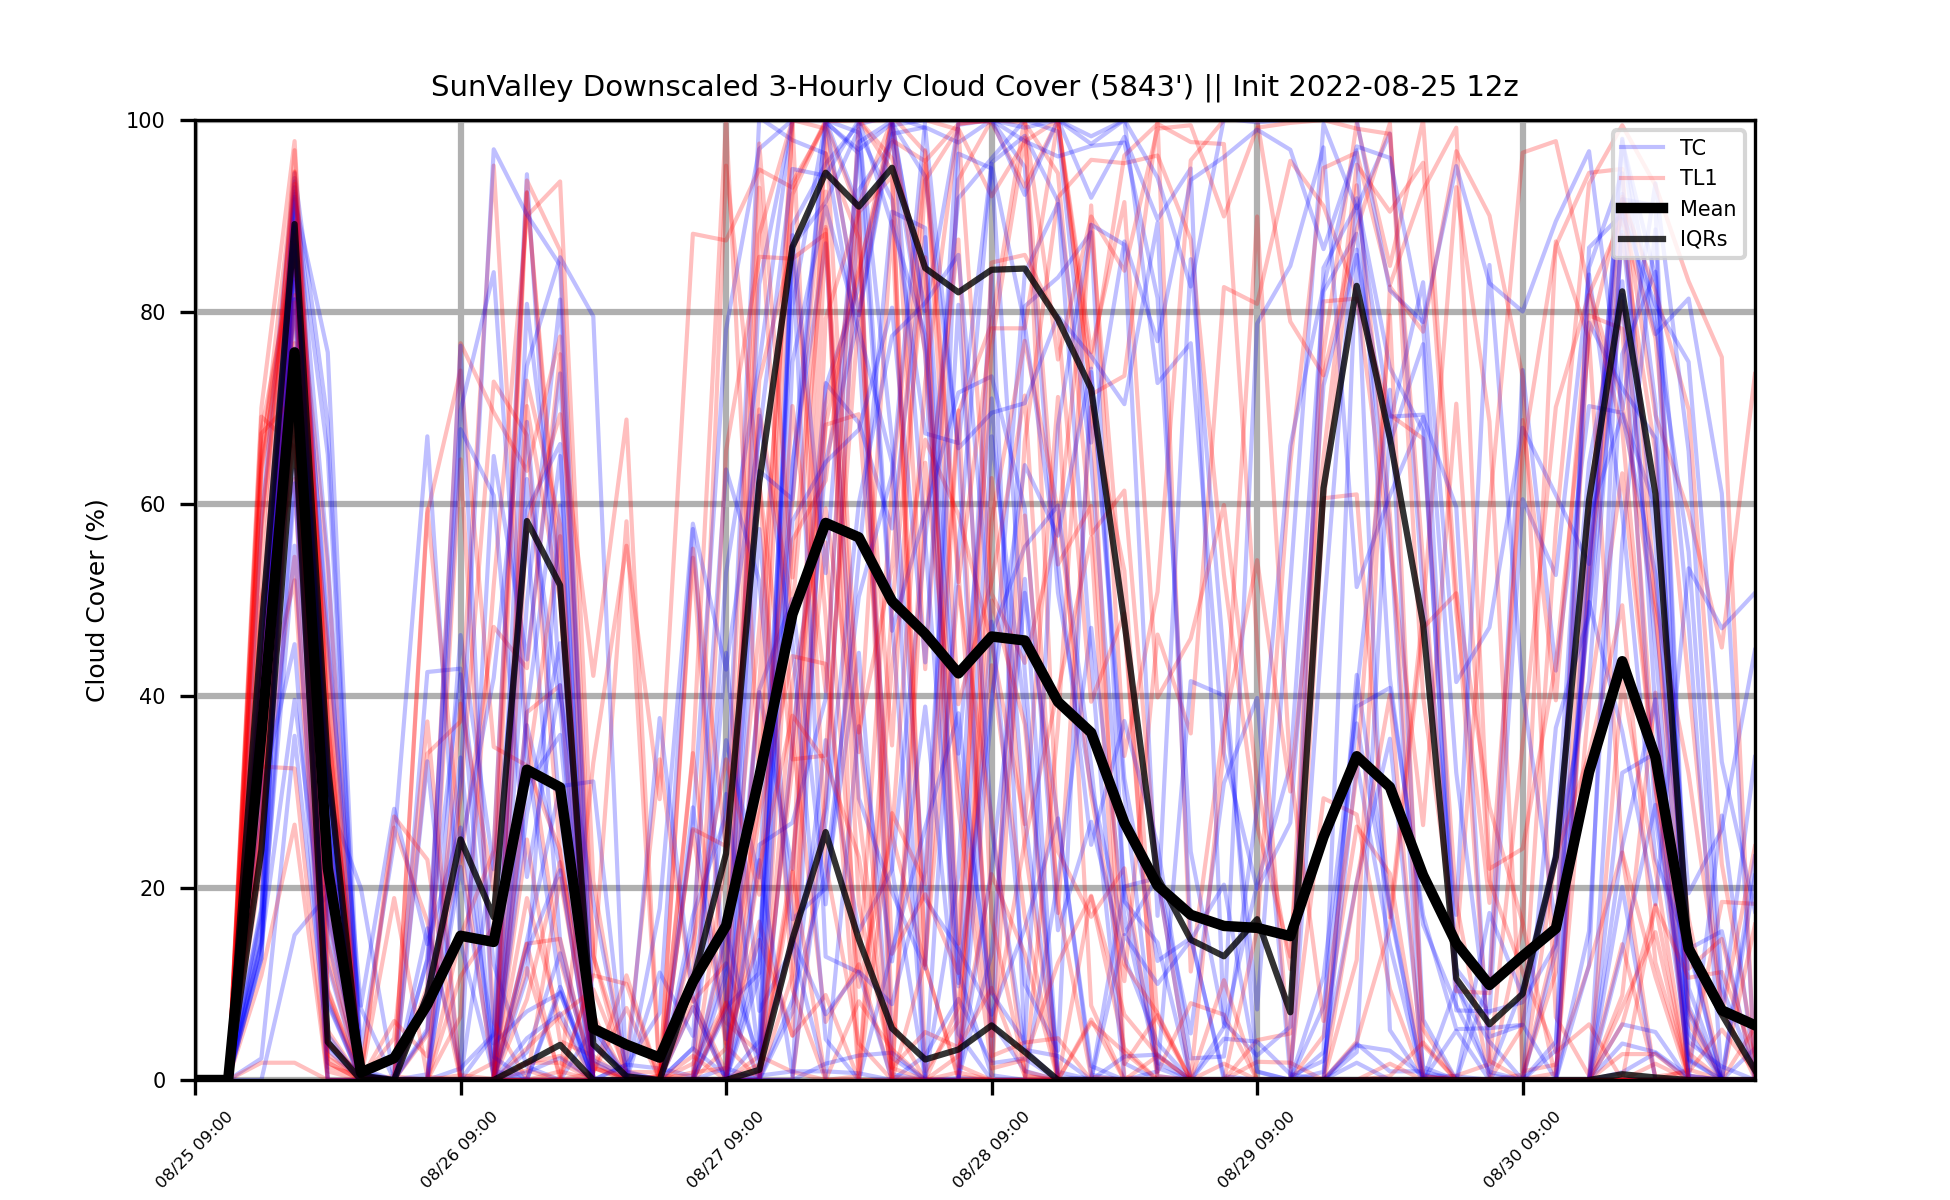 SunValley Downscaled 3-Hourly Cloud Cover (5843') || Init 2022-08-25 12z
Cloud Cover (%)
100
80
60
40
20
0
TC
TL1
Mean
IQRs
08/25 09:00
08/26 09:00
08/27 09:00
08/28 09:00
08/29 09:00
08/30 09:00